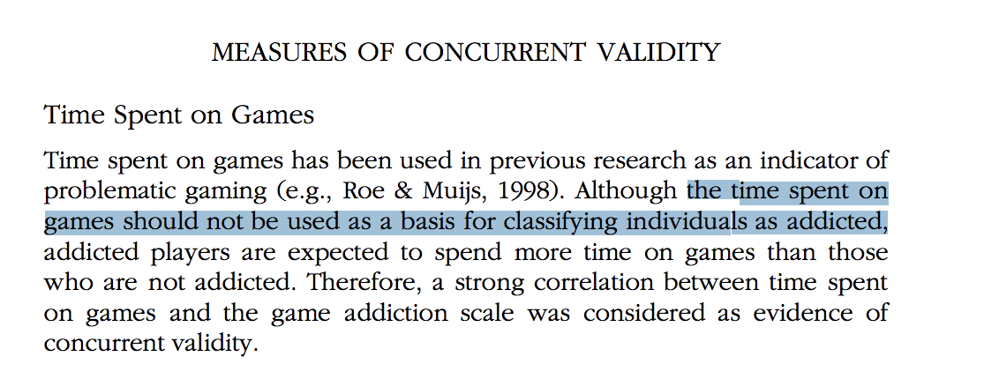 MEASURES OF CONCURRENT VALIDITY
Time Spent on Games
Time spent on games has been used in previous research as an indicator of
problematic gaming (e.g., Roe & Muijs, 1998). Although the time spent on
games should not be used as a basis for classifying individuals as addicted,
addicted players are expected to spend more time on games than those
who are not addicted. Therefore, a strong correlation between time spent
on games and the game addiction scale was considered as evidence of
concurrent validity.